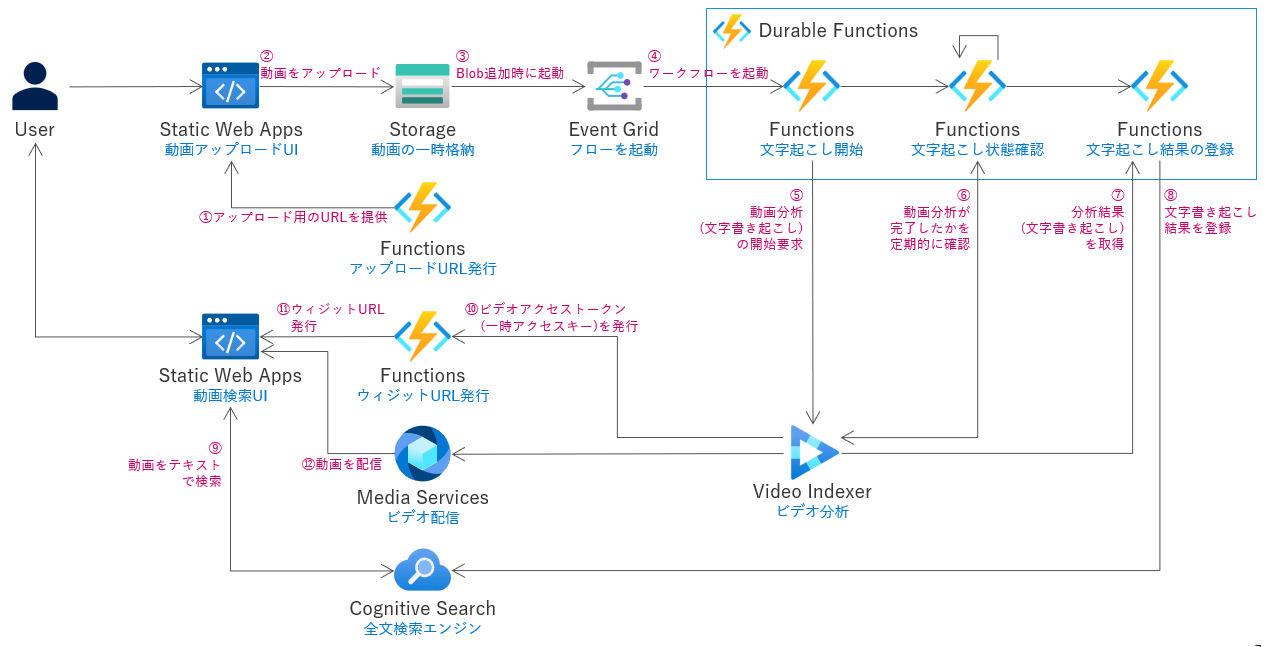 Durable Functions
②
動画をアップロード
③
Blob追加時に起動
④
ワークフローを起動
User
Static Web Apps
動画アップロードUI
Storage
動画の一時格納
Event Grid
フローを起動
Functions
文字起こし開始
Functions
文字起こし状態確認
Functions
文字起こし結果の登録
①アップロード用のURLを提供
Functions
アップロードURL発行
⑤
動画分析
(文字書き起こし)
の開始要求
⑥
動画分析が
完了したかを
定期的に確認
⑦
分析結果
(文字書き起こし)
を取得
⑧
文字書き起こし
結果を登録
⑪ウィジットURL
発行
⑩ビデオアクセストークン
(一時アクセスキー)を発行
Static Web Apps
動画検索UI
Functions
ウィジットURL発行
⑨
動画をテキスト
で検索
⑫動画を配信
Media Services
ビデオ配信
Video Indexer
ビデオ分析
Cognitive Search
全文検索エンジン